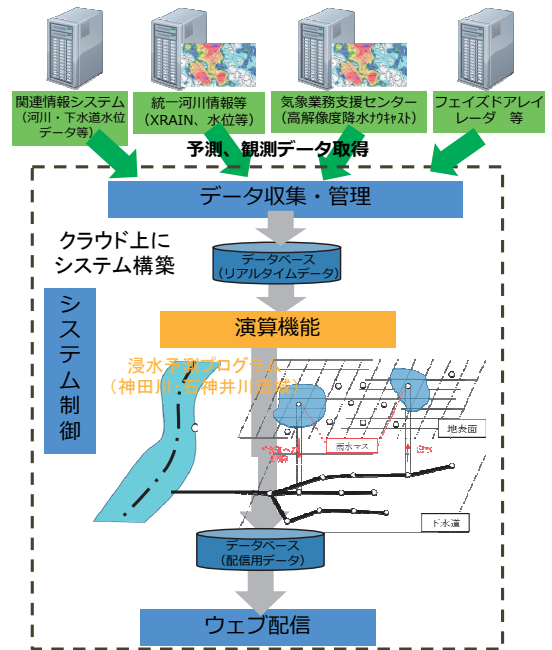 関連情報システム
（河川・下水道水位
データ等）
統一河川情報等
（XRAIN、水位等）
気象業務支援センター
（高解像度降水ﾅｳｷｬｽﾄ）
フェイズドアレイ
レーダ　等
予測、観測データ取得
データ収集・管理
クラウド上に
システム構築
データベース
（リアルタイムデータ）
システム制御
演算機能
浸水予測プログラム
（神田川・石神井川流域）
地表面
雨水マス
下水道
データベース
（配信用データ）
ウェブ配信